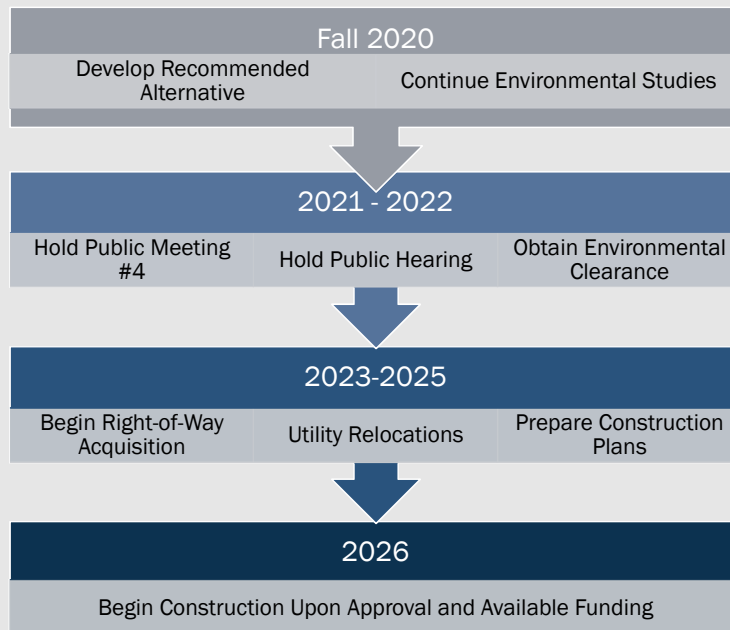 Fall 2020
Develop Recommended
Alternative
Continue Environmental Studies
2021 - 2022
Hold Public Meeting
#4
Hold Public Hearing
Obtain Environmental
Clearance
2023-2025
Begin Right-of-Way
Acquisition
Utility Relocations
Prepare Construction
Plans
2026
Begin Construction Upon Approval and Available Funding